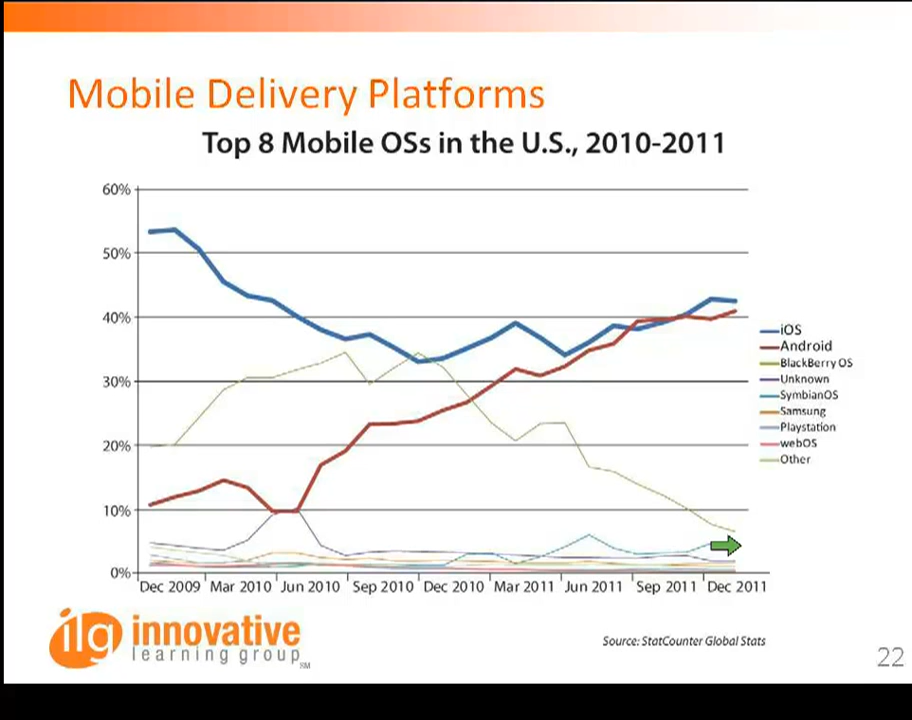 Mobile Delivery Platforms
Top 8 Mobile OSs in the U.S., 2010-2011
60%
50%
40%
30%
20%
10%
0%
Dec 2009 Mar 2010 Jun 2010 Sep 2010 Dec 2010 Mar 2011 Jun 2011 Sep 2011 Dec 2011
iOS
Android
BlackBerry OS
Unknown
SymbianOS
Samsung
Playstation
webOS
Other
ilg innovative
learning group SM
Source: StatCounter Global Stats
22